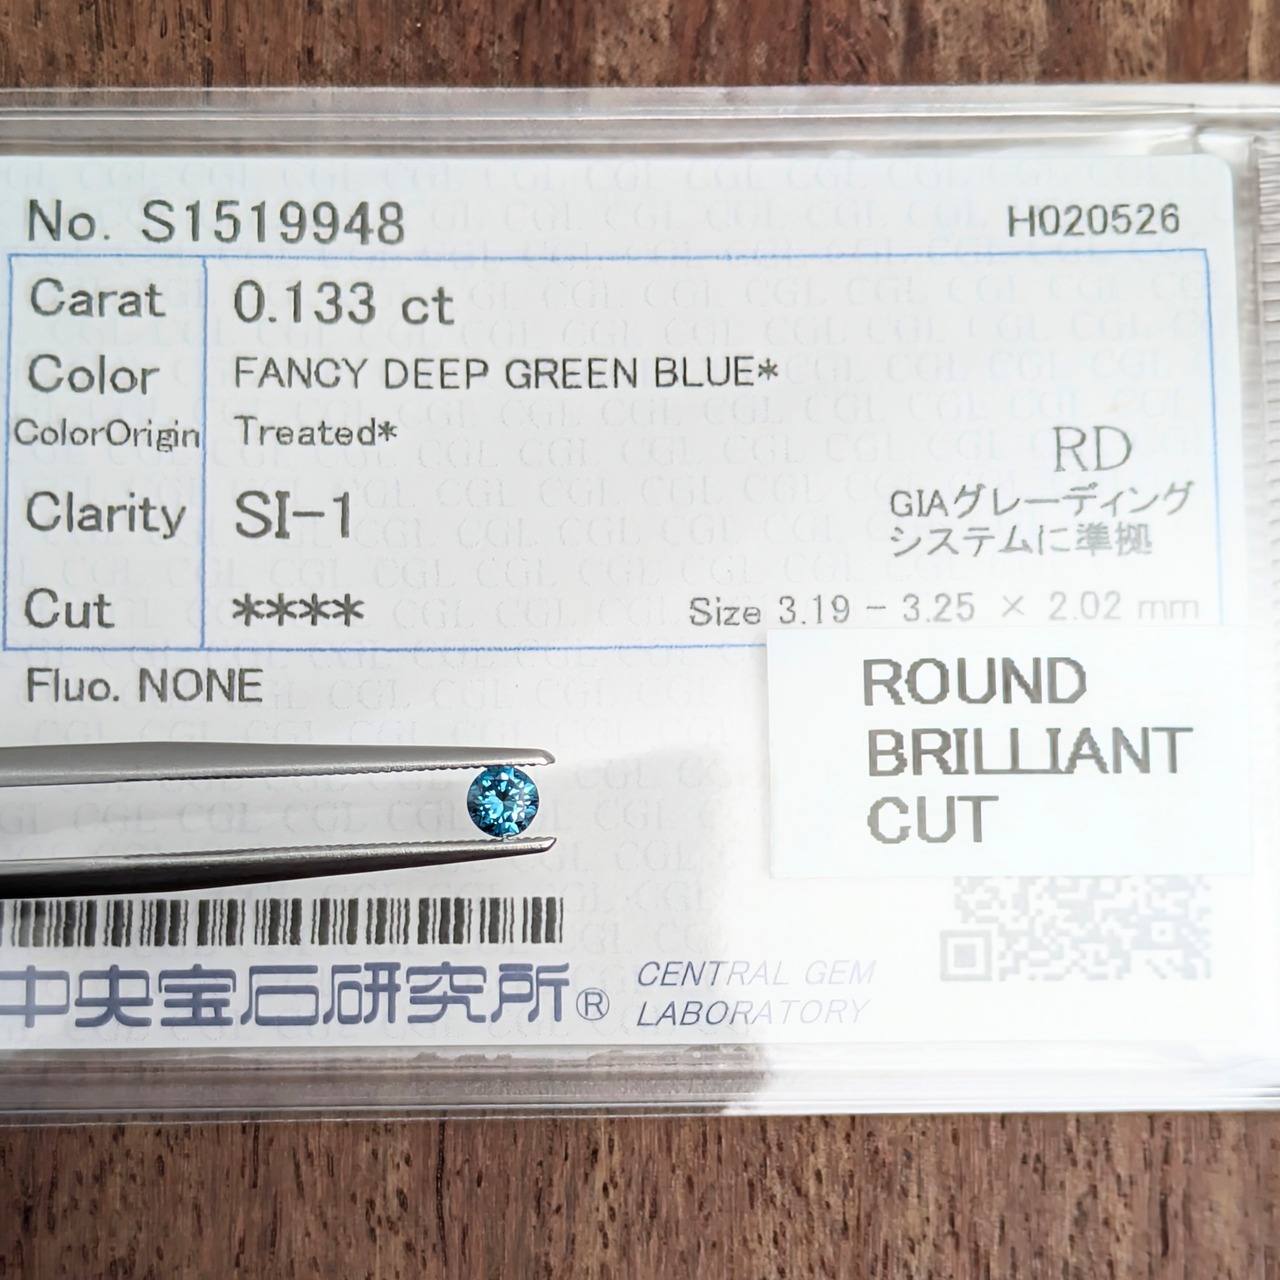 No. S1519948
H020526
Carat 0.133 ct
Color FANCY DEEP GREEN BLUE*
ColorOrigin Treated*
RD
Clarity SI-1
GIAグレーディング
システムに準拠
Cut ****
Size 3.19 - 3.25 × 2.02 mm
Fluo. NONE
ROUND
BRILLIANT
CUT
中央宝石研究所®
CENTRAL GEM
LABORATORY